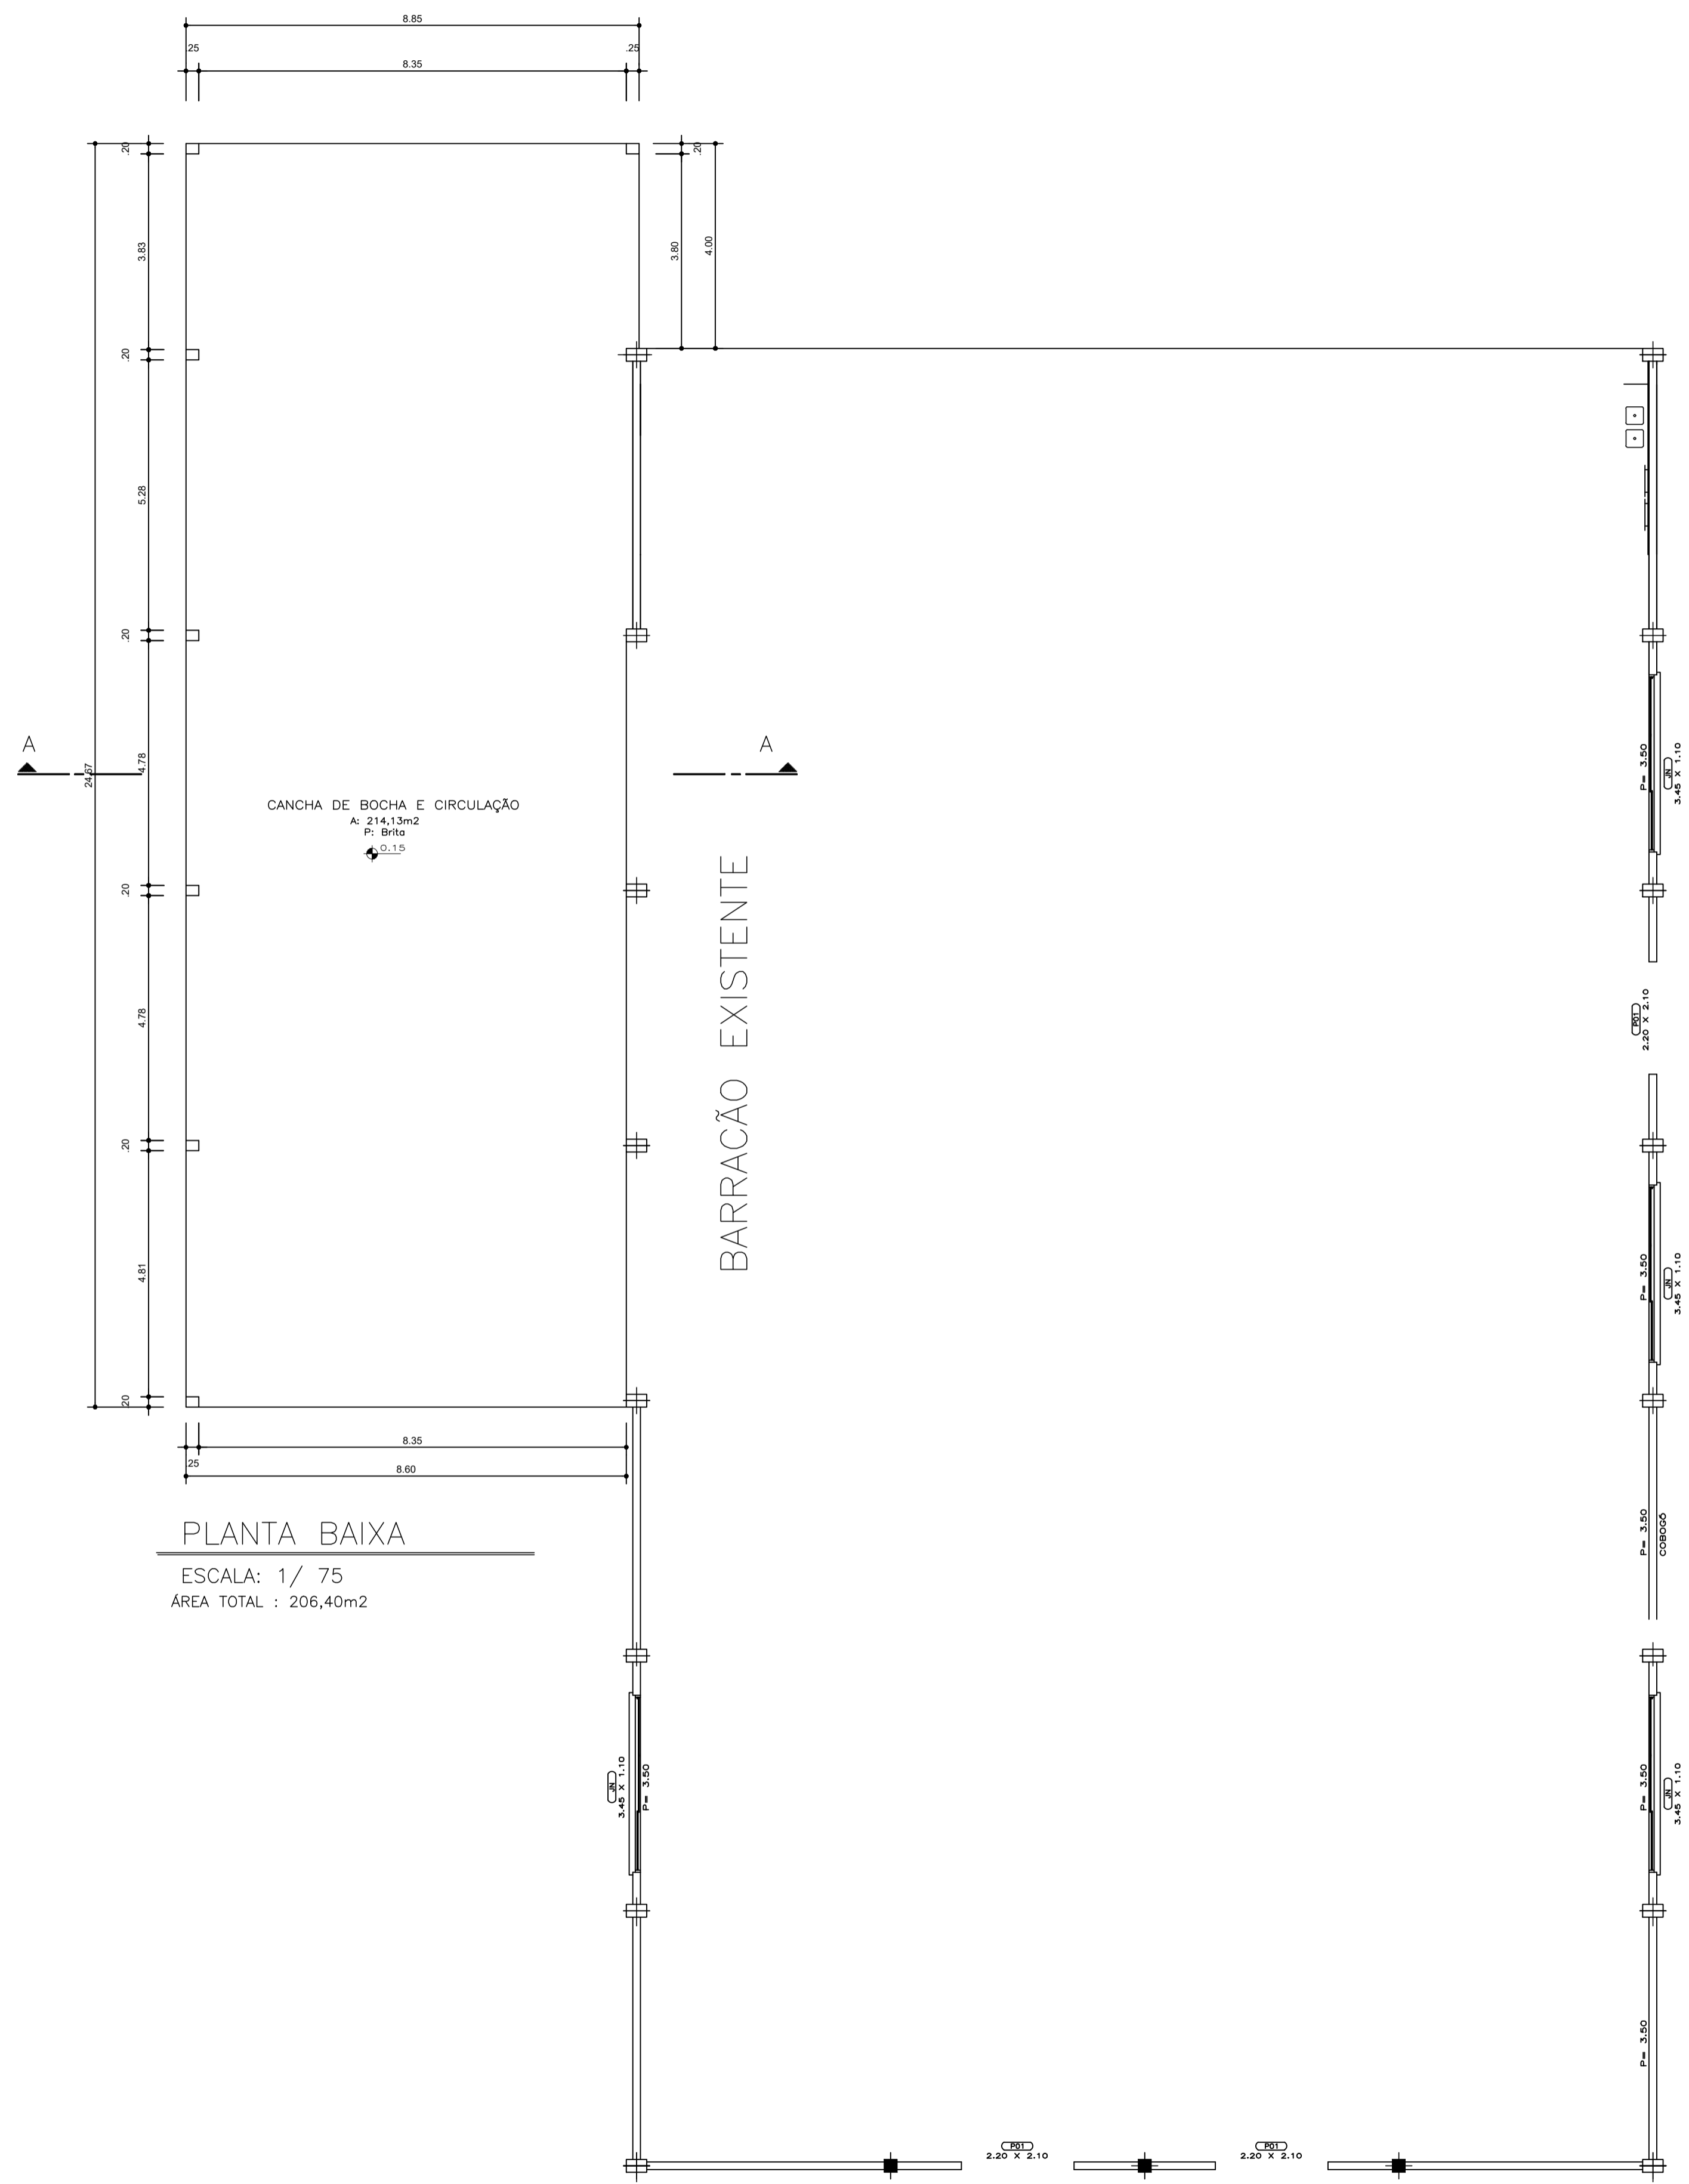 8.85
.25
.25
8.35
.20
.20
3.83
3.80
4.00
.20
5.28
.20
A
A
4.78
24.67
P= 3.50
JN
3.45 X 1.10
CANCHA DE BOCHA E CIRCULAÇÃO
A: 214,13m2
P: Brita
0.15
.20
BARRACÃO EXISTENTE
4.78
P01
2.20 X 2.10
.20
4.81
P= 3.50
JN
3.45 X 1.10
.20
8.35
.25
8.60
PLANTA BAIXA
ESCALA: 1/ 75
ÁREA TOTAL : 206,40m2
P= 3.50
COBOGÓ
JN
3.45 X 1.10
P= 3.50
P= 3.50
JN
3.45 X 1.10
P= 3.50
P01
2.20 X 2.10
P01
2.20 X 2.10